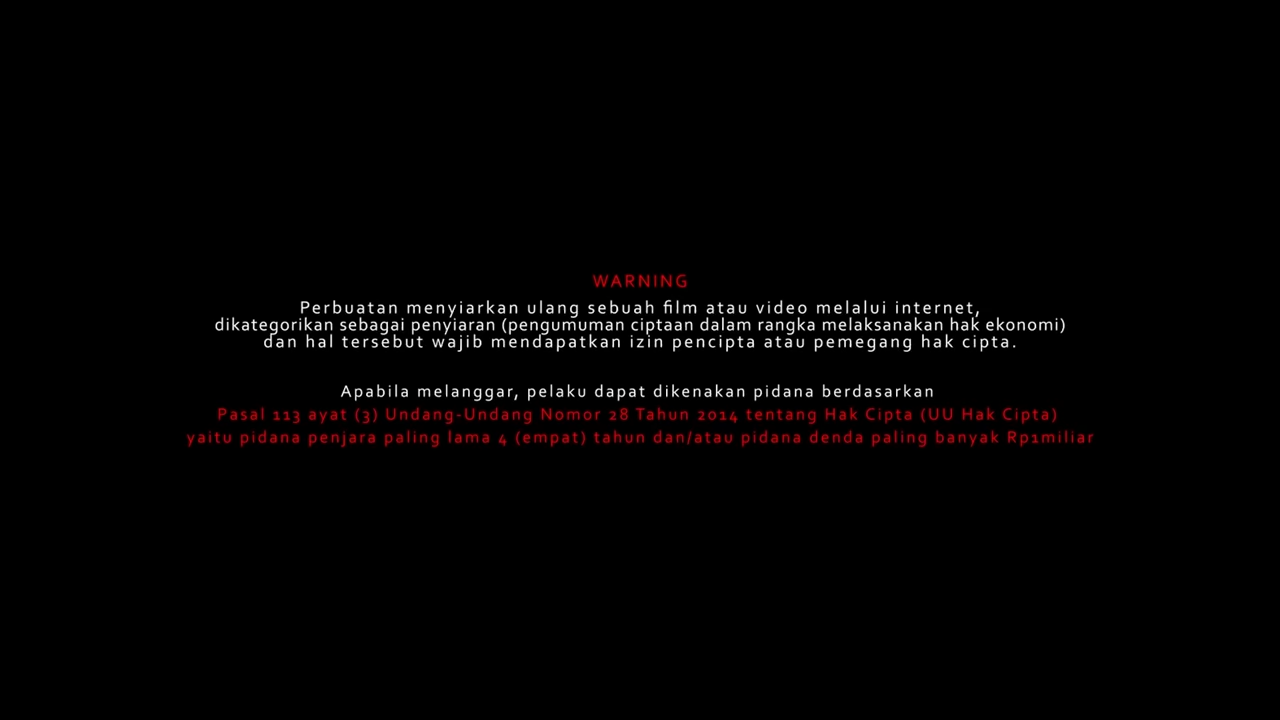 WARNING
Perbuatan menyiarkan ulang sebuah film atau video melalui internet,
dikategorikan sebagai penyiaran (pengumuman ciptaan dalam rangka melaksanakan hak ekonomi)
dan hal tersebut wajib mendapatkan izin pencipta atau pemegang hak cipta.
Apabila melanggar, pelaku dapat dikenakan pidana berdasarkan
Pasal 113 ayat (3) Undang-Undang Nomor 28 Tahun 2014 tentang Hak Cipta (UU Hak Cipta)
yaitu pidana penjara paling lama 4 (empat) tahun dan/atau pidana denda paling banyak Rp1miliar